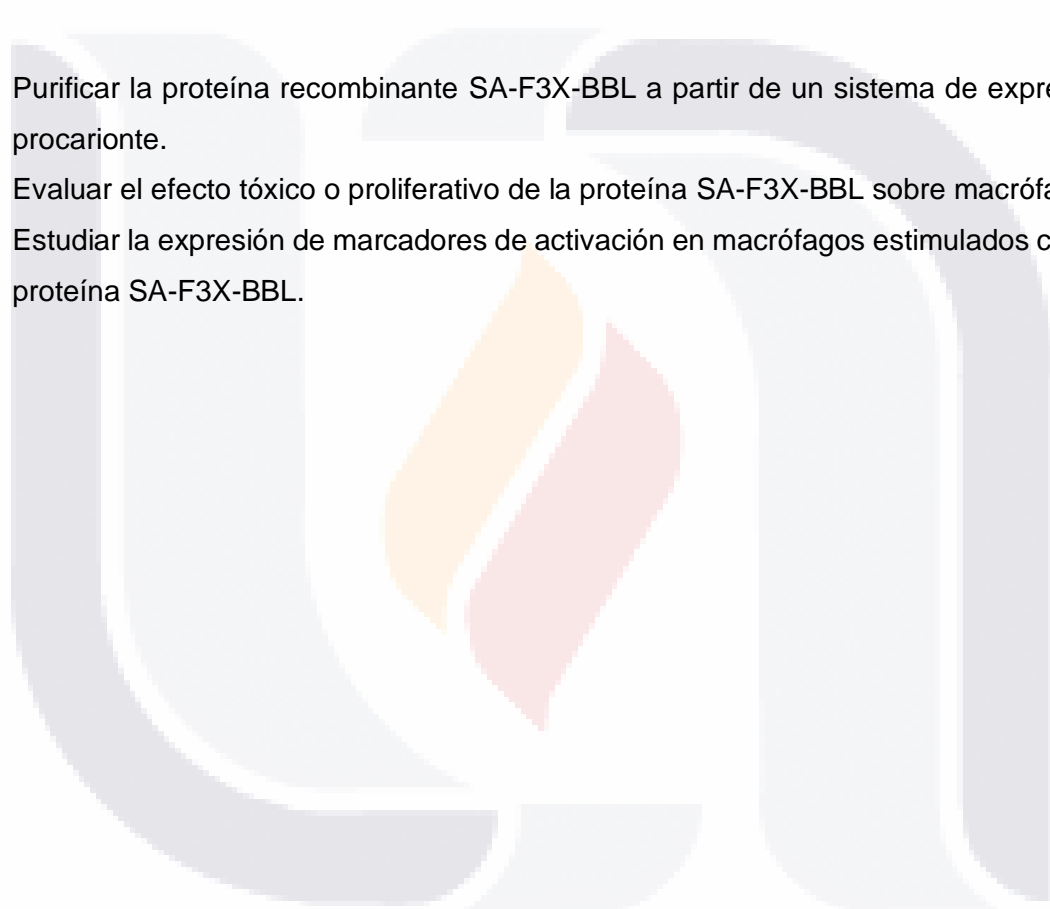 Purificar la proteína recombinante SA-F3X-BBL a partir de un sistema de expre
procarionte.
Evaluar el efecto tóxico o proliferativo de la proteína SA-F3X-BBL sobre macrófa
Estudiar la expresión de marcadores de activación en macrófagos estimulados c
proteína SA-F3X-BBL.